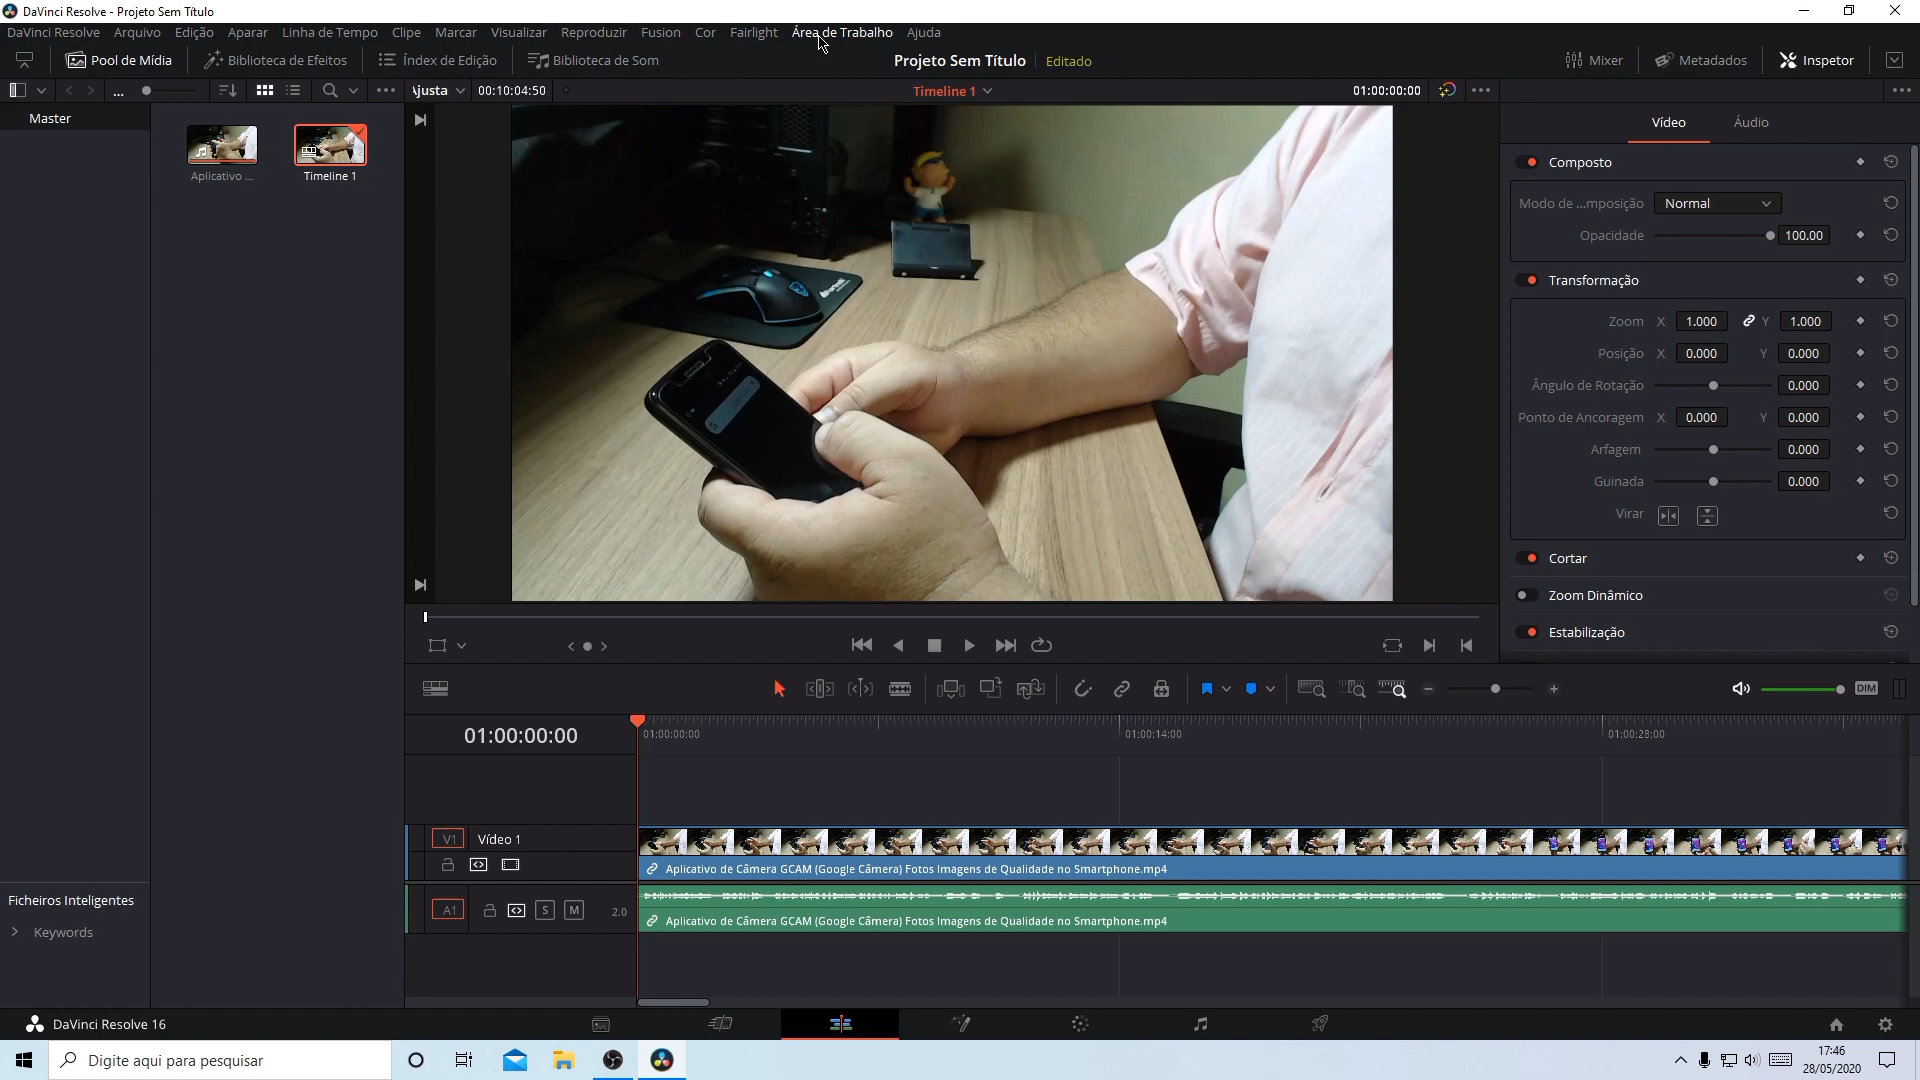 DaVinci Resolve - Projeto Sem Título
DaVinci Resolve Arquivo Edição Aparar Linha de Tempo Clipe Marcar Visualizar Reproduzir Fusion Cor Fairlight Área de Trabalho Ajuda
Pool de Mídia Biblioteca de Efeitos Índice de Edição Biblioteca de Som Projeto Sem Título Editado Mixer Metadados Inspetor
... Ajusta 00:10:04:50 Timeline 1 01:00:00:00
Master
Aplicativo ... Timeline 1
Vídeo Áudio
Composto
Modo de ...mposição Normal
Opacidade 100.00
Transformação
Zoom X 1.000 Y 1.000
Posição X 0.000 Y 0.000
Ângulo de Rotação 0.000
Ponto de Ancoragem X 0.000 Y 0.000
Arfagem 0.000
Guinada 0.000
Virar
Cortar
Zoom Dinâmico
Estabilização
DIM
01:00:00:00
01:00:00:00 01:00:14:00 01:00:28:00
V1 Vídeo 1
Aplicativo de Câmera GCAM (Google Câmera) Fotos Imagens de Qualidade no Smartphone.mp4
A1 S M 2.0
Aplicativo de Câmera GCAM (Google Câmera) Fotos Imagens de Qualidade no Smartphone.mp4
Ficheiros Inteligentes
Keywords
DaVinci Resolve 16
Digite aqui para pesquisar
17:46
28/05/2020